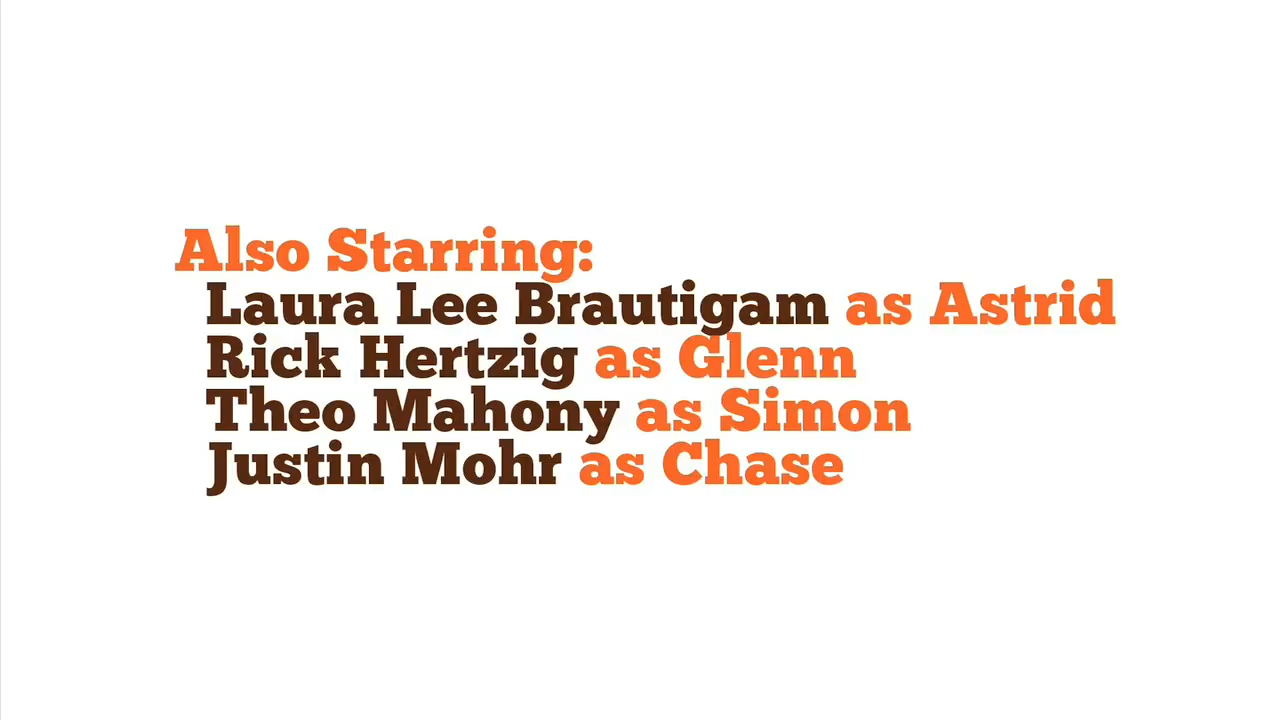 Also Starring:
Laura Lee Brautigam as Astrid
Rick Hertzig as Glenn
Theo Mahony as Simon
Justin Mohr as Chase